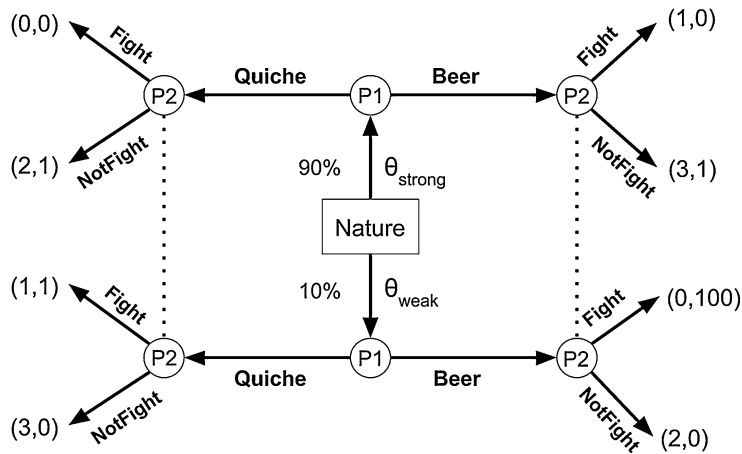 (0,0) Fight Quiche Beer Fight (1,0)
P2 P1 P2
(2,1) NotFight 90% θstrong NotFight (3,1)
Nature
(1,1) Fight 10% θweak Fight (0,100)
P2 P1 P2
(3,0) NotFight Quiche Beer NotFight (2,0)